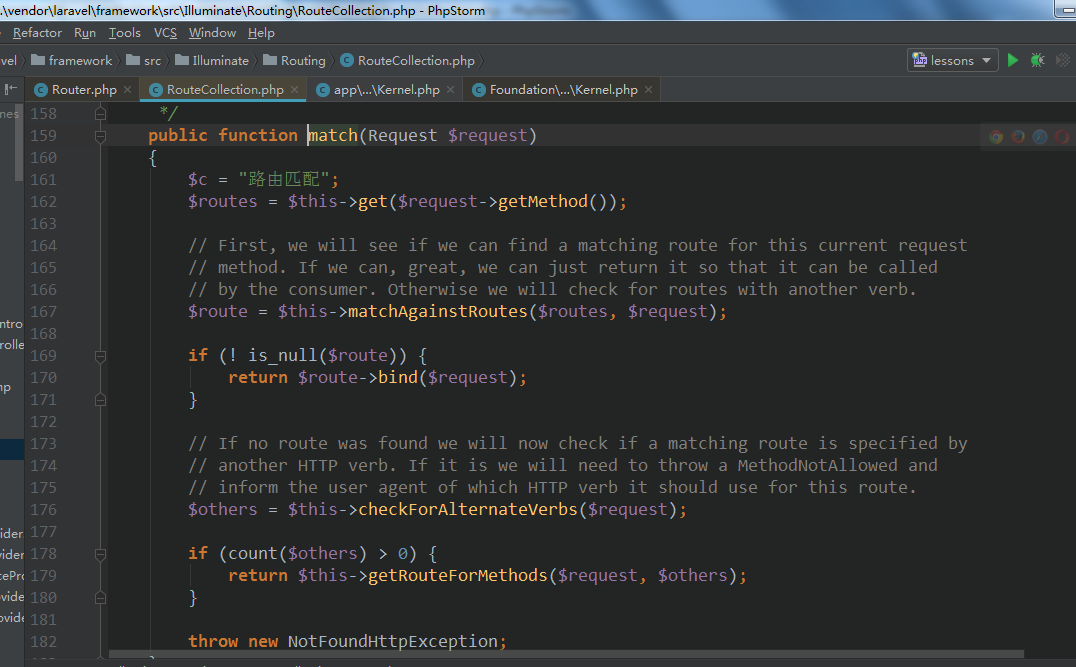 .\vendor\laravel\framework\src\Illuminate\Routing\RouteCollection.php - PhpStorm
Refactor Run Tools VCS Window Help
vel framework src Illuminate Routing RouteCollection.php lessons
Router.php RouteCollection.php app\...\Kernel.php Foundation\...\Kernel.php
158 */
159 public function match(Request $request)
160 {
161 $c = "路由匹配";
162 $routes = $this->get($request->getMethod());
163
164 // First, we will see if we can find a matching route for this current request
165 // method. If we can, great, we can just return it so that it can be called
166 // by the consumer. Otherwise we will check for routes with another verb.
167 $route = $this->matchAgainstRoutes($routes, $request);
168
169 if (! is_null($route)) {
170 return $route->bind($request);
171 }
172
173 // If no route was found we will now check if a matching route is specified by
174 // another HTTP verb. If it is we will need to throw a MethodNotAllowed and
175 // inform the user agent of which HTTP verb it should use for this route.
176 $others = $this->checkForAlternateVerbs($request);
177
178 if (count($others) > 0) {
179 return $this->getRouteForMethods($request, $others);
180 }
181
182 throw new NotFoundHttpException;